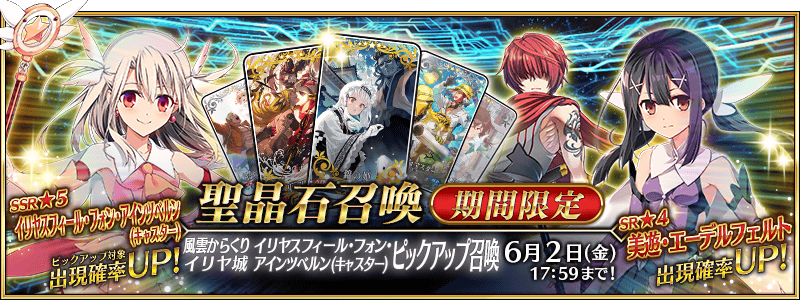 聖晶石召喚
期間限定
SSR★5
イリヤスフィール・フォン・アインツベルン
(キャスター)
ピックアップ対象
出現確率UP!
風雲からくり
イリヤ城
イリヤスフィール・フォン・
アインツベルン(キャスター)
ピックアップ召喚
6月2日(金)
17:59まで!
SR★4
美遊・エーデルフェルト
出現確率UP!